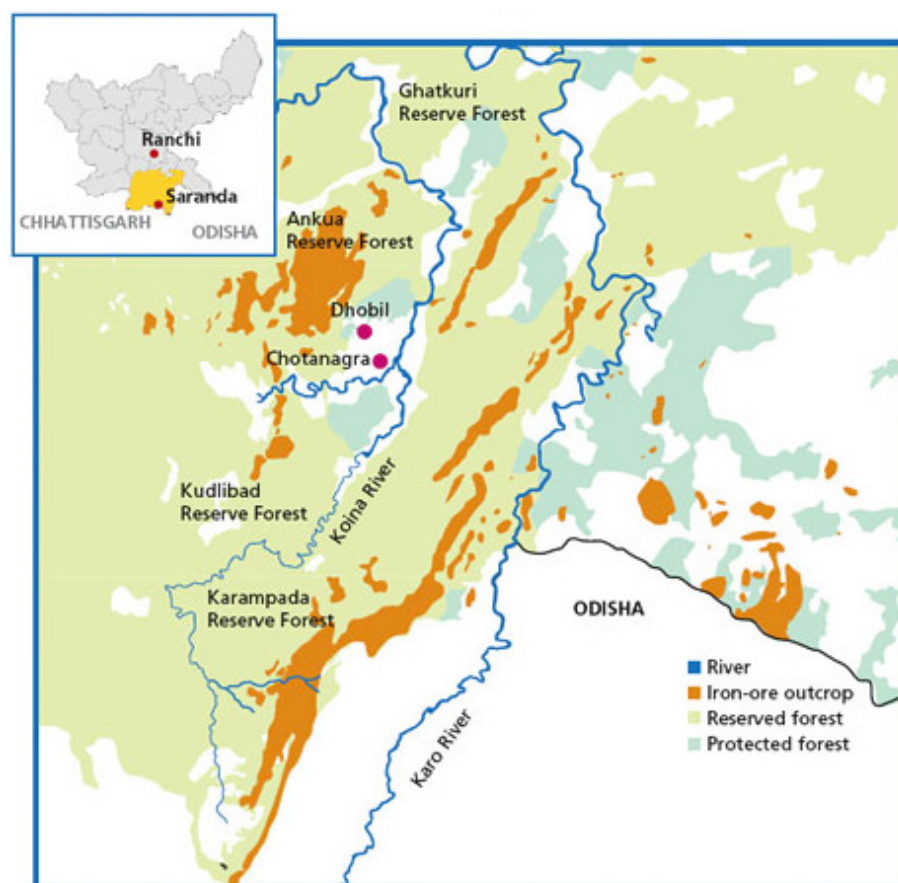 Ranchi
Saranda
CHHATTISGARH
ODISHA
Ghatkuri
Reserve Forest
Ankua
Reserve Forest
Dhobil
Chotanagra
Kudlibad
Reserve Forest
Koina River
Karampada
Reserve Forest
ODISHA
Karo River
River
Iron-ore outcrop
Reserved forest
Protected forest